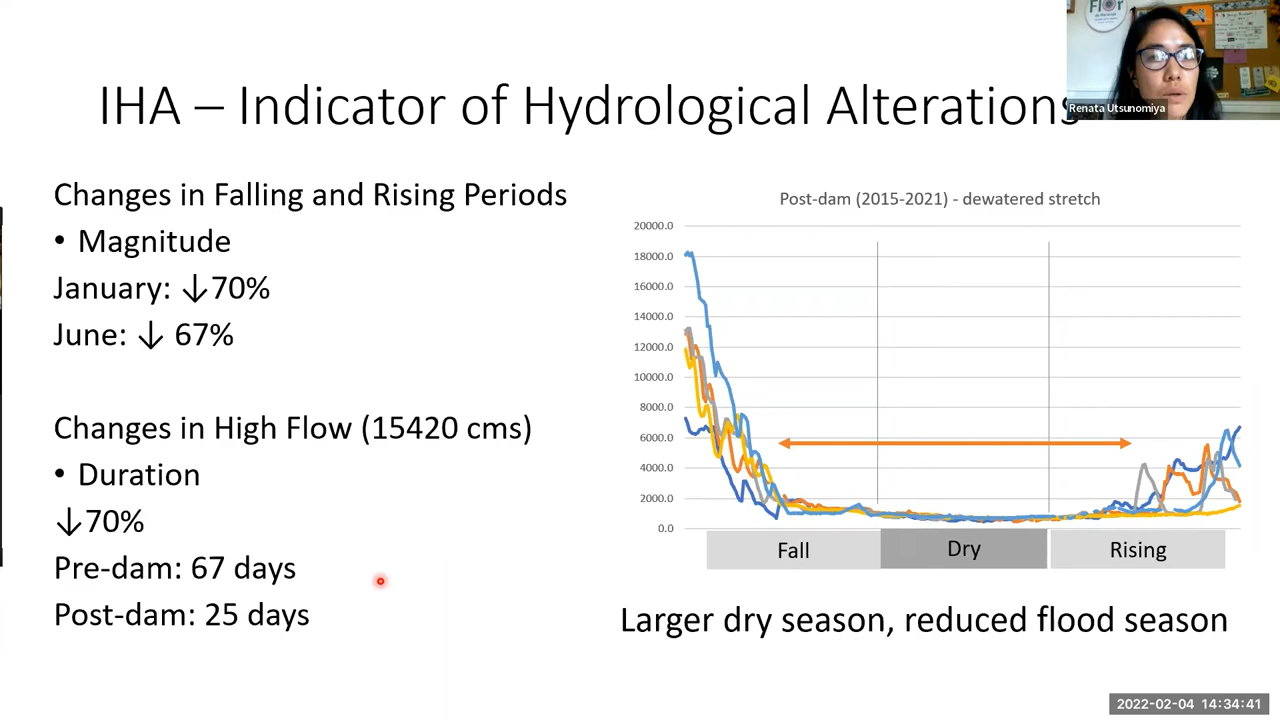 Flor
Renata Utsunomiya
IHA – Indicator of Hydrological Alterations
Changes in Falling and Rising Periods
• Magnitude
January: ↓70%
June: ↓ 67%
Changes in High Flow (15420 cms)
• Duration
↓70%
Pre-dam: 67 days
Post-dam: 25 days
Post-dam (2015-2021) - dewatered stretch
20000.0
18000.0
16000.0
14000.0
12000.0
10000.0
8000.0
6000.0
4000.0
2000.0
0.0
Fall
Dry
Rising
Larger dry season, reduced flood season
2022-02-04 14:34:41